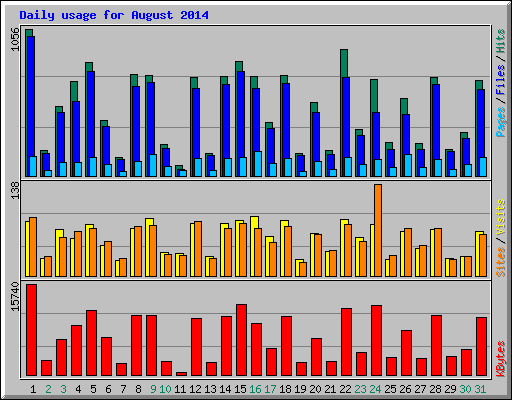 Daily usage for August 2014
1056
Pages / Files / Hits
138
Sites / Visits
15740
KBytes
1 2 3 4 5 6 7 8 9 10 11 12 13 14 15 16 17 18 19 20 21 22 23 24 25 26 27 28 29 30 31